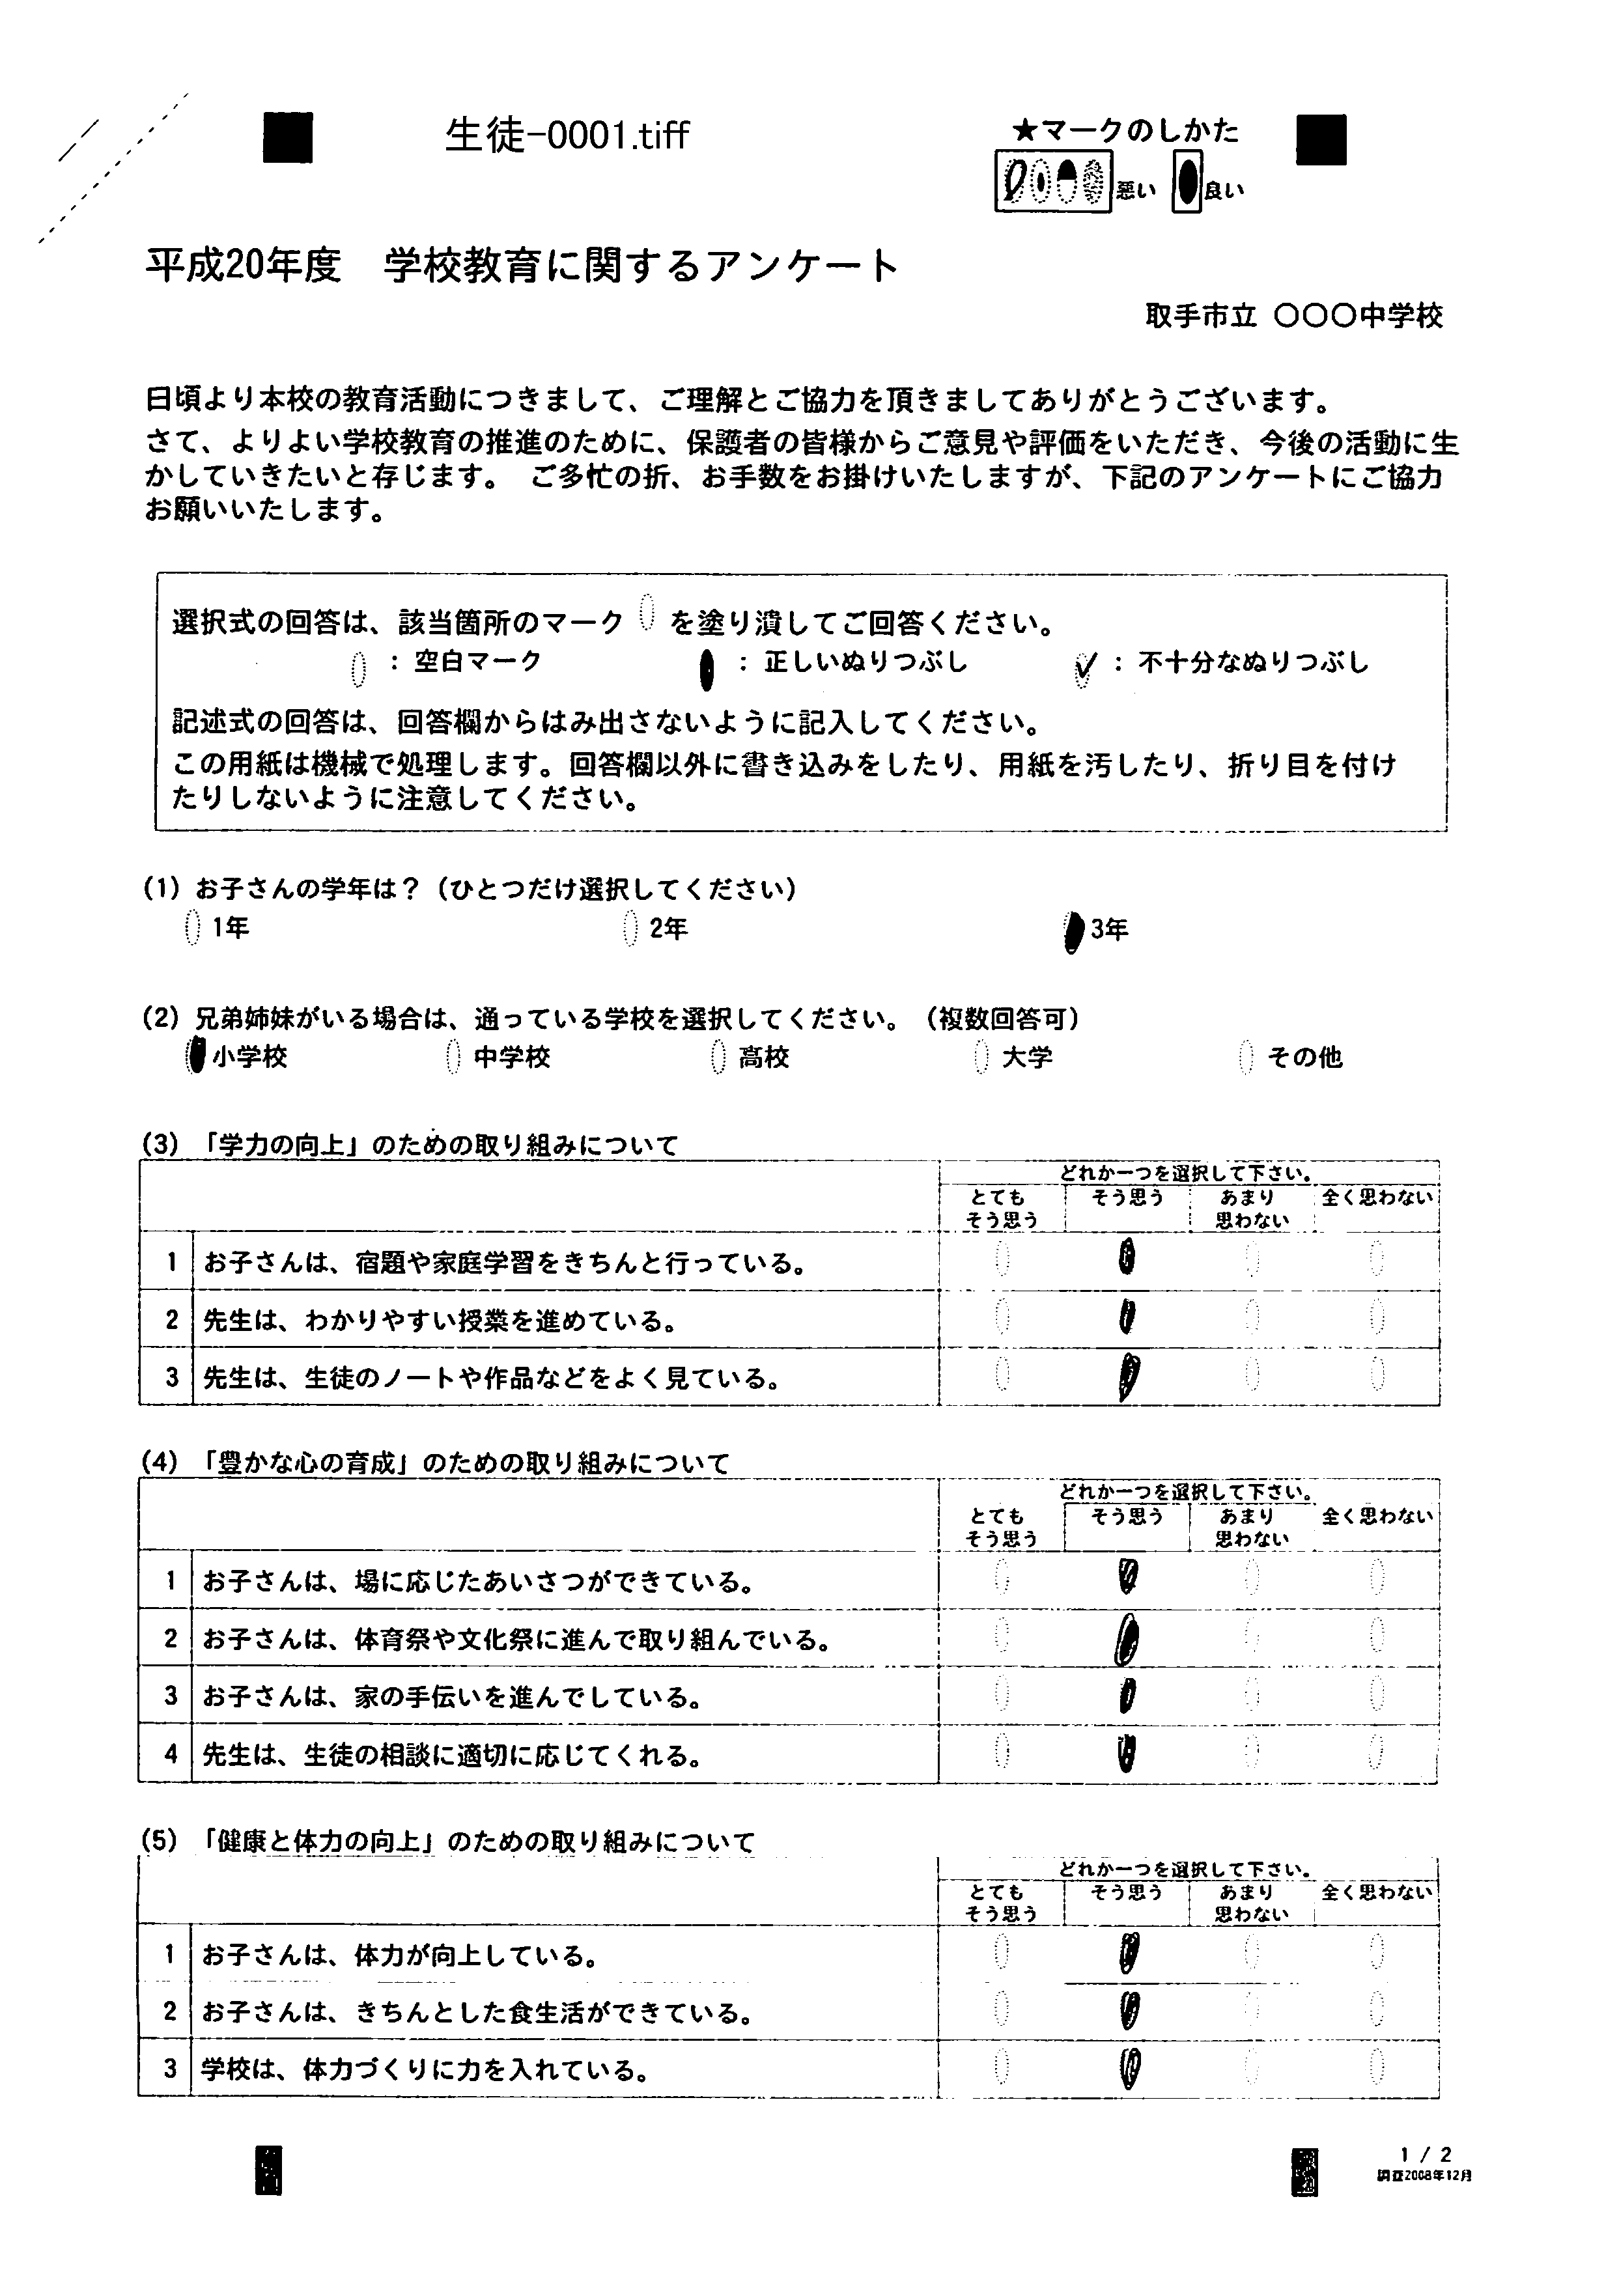 生徒-0001.tiff
★マークのしかた
悪い 良い
平成20年度　学校教育に関するアンケート
取手市立 〇〇〇中学校
日頃より本校の教育活動につきまして、ご理解とご協力を頂きましてありがとうございます。
さて、よりよい学校教育の推進のために、保護者の皆様からご意見や評価をいただき、今後の活動に生
かしていきたいと存じます。　ご多忙の折、お手数をお掛けいたしますが、下記のアンケートにご協力
お願いいたします。
選択式の回答は、該当箇所のマーク を塗り潰してご回答ください。
：空白マーク ：正しいぬりつぶし ：不十分なぬりつぶし
記述式の回答は、回答欄からはみ出さないように記入してください。
この用紙は機械で処理します。回答欄以外に書き込みをしたり、用紙を汚したり、折り目を付け
たりしないように注意してください。
(1) お子さんの学年は？（ひとつだけ選択してください）
1年 2年 3年
(2) 兄弟姉妹がいる場合は、通っている学校を選択してください。（複数回答可）
小学校 中学校 高校 大学 その他
(3) 「学力の向上」のための取り組みについて
どれか一つを選択して下さい。
とても そう思う あまり 全く思わない
そう思う 思わない
1 お子さんは、宿題や家庭学習をきちんと行っている。
2 先生は、わかりやすい授業を進めている。
3 先生は、生徒のノートや作品などをよく見ている。
(4) 「豊かな心の育成」のための取り組みについて
どれか一つを選択して下さい。
とても そう思う あまり 全く思わない
そう思う 思わない
1 お子さんは、場に応じたあいさつができている。
2 お子さんは、体育祭や文化祭に進んで取り組んでいる。
3 お子さんは、家の手伝いを進んでしている。
4 先生は、生徒の相談に適切に応じてくれる。
(5) 「健康と体力の向上」のための取り組みについて
どれか一つを選択して下さい。
とても そう思う あまり 全く思わない
そう思う 思わない
1 お子さんは、体力が向上している。
2 お子さんは、きちんとした食生活ができている。
3 学校は、体力づくりに力を入れている。
1 / 2
調査2008年12月